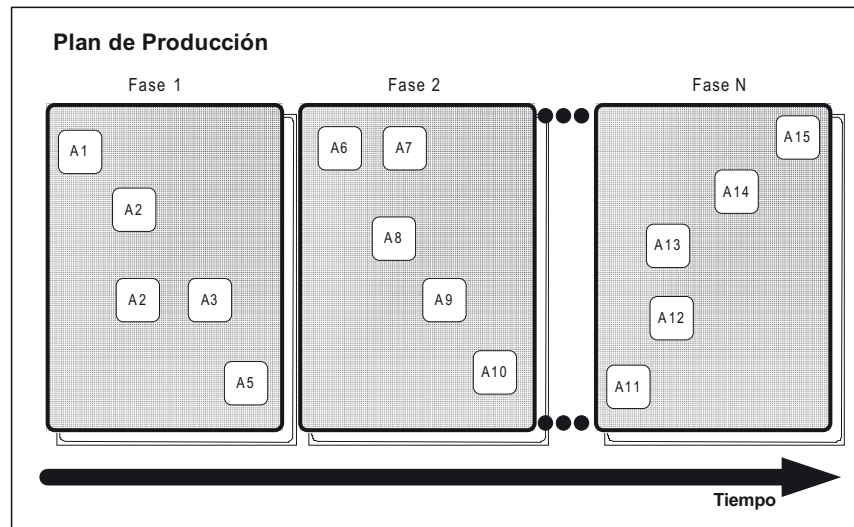 Plan de Producción
Fase 1
Fase 2
Fase N
A1
A2
A2
A3
A5
A6
A7
A8
A9
A10
A15
A14
A13
A12
A11
Tiempo